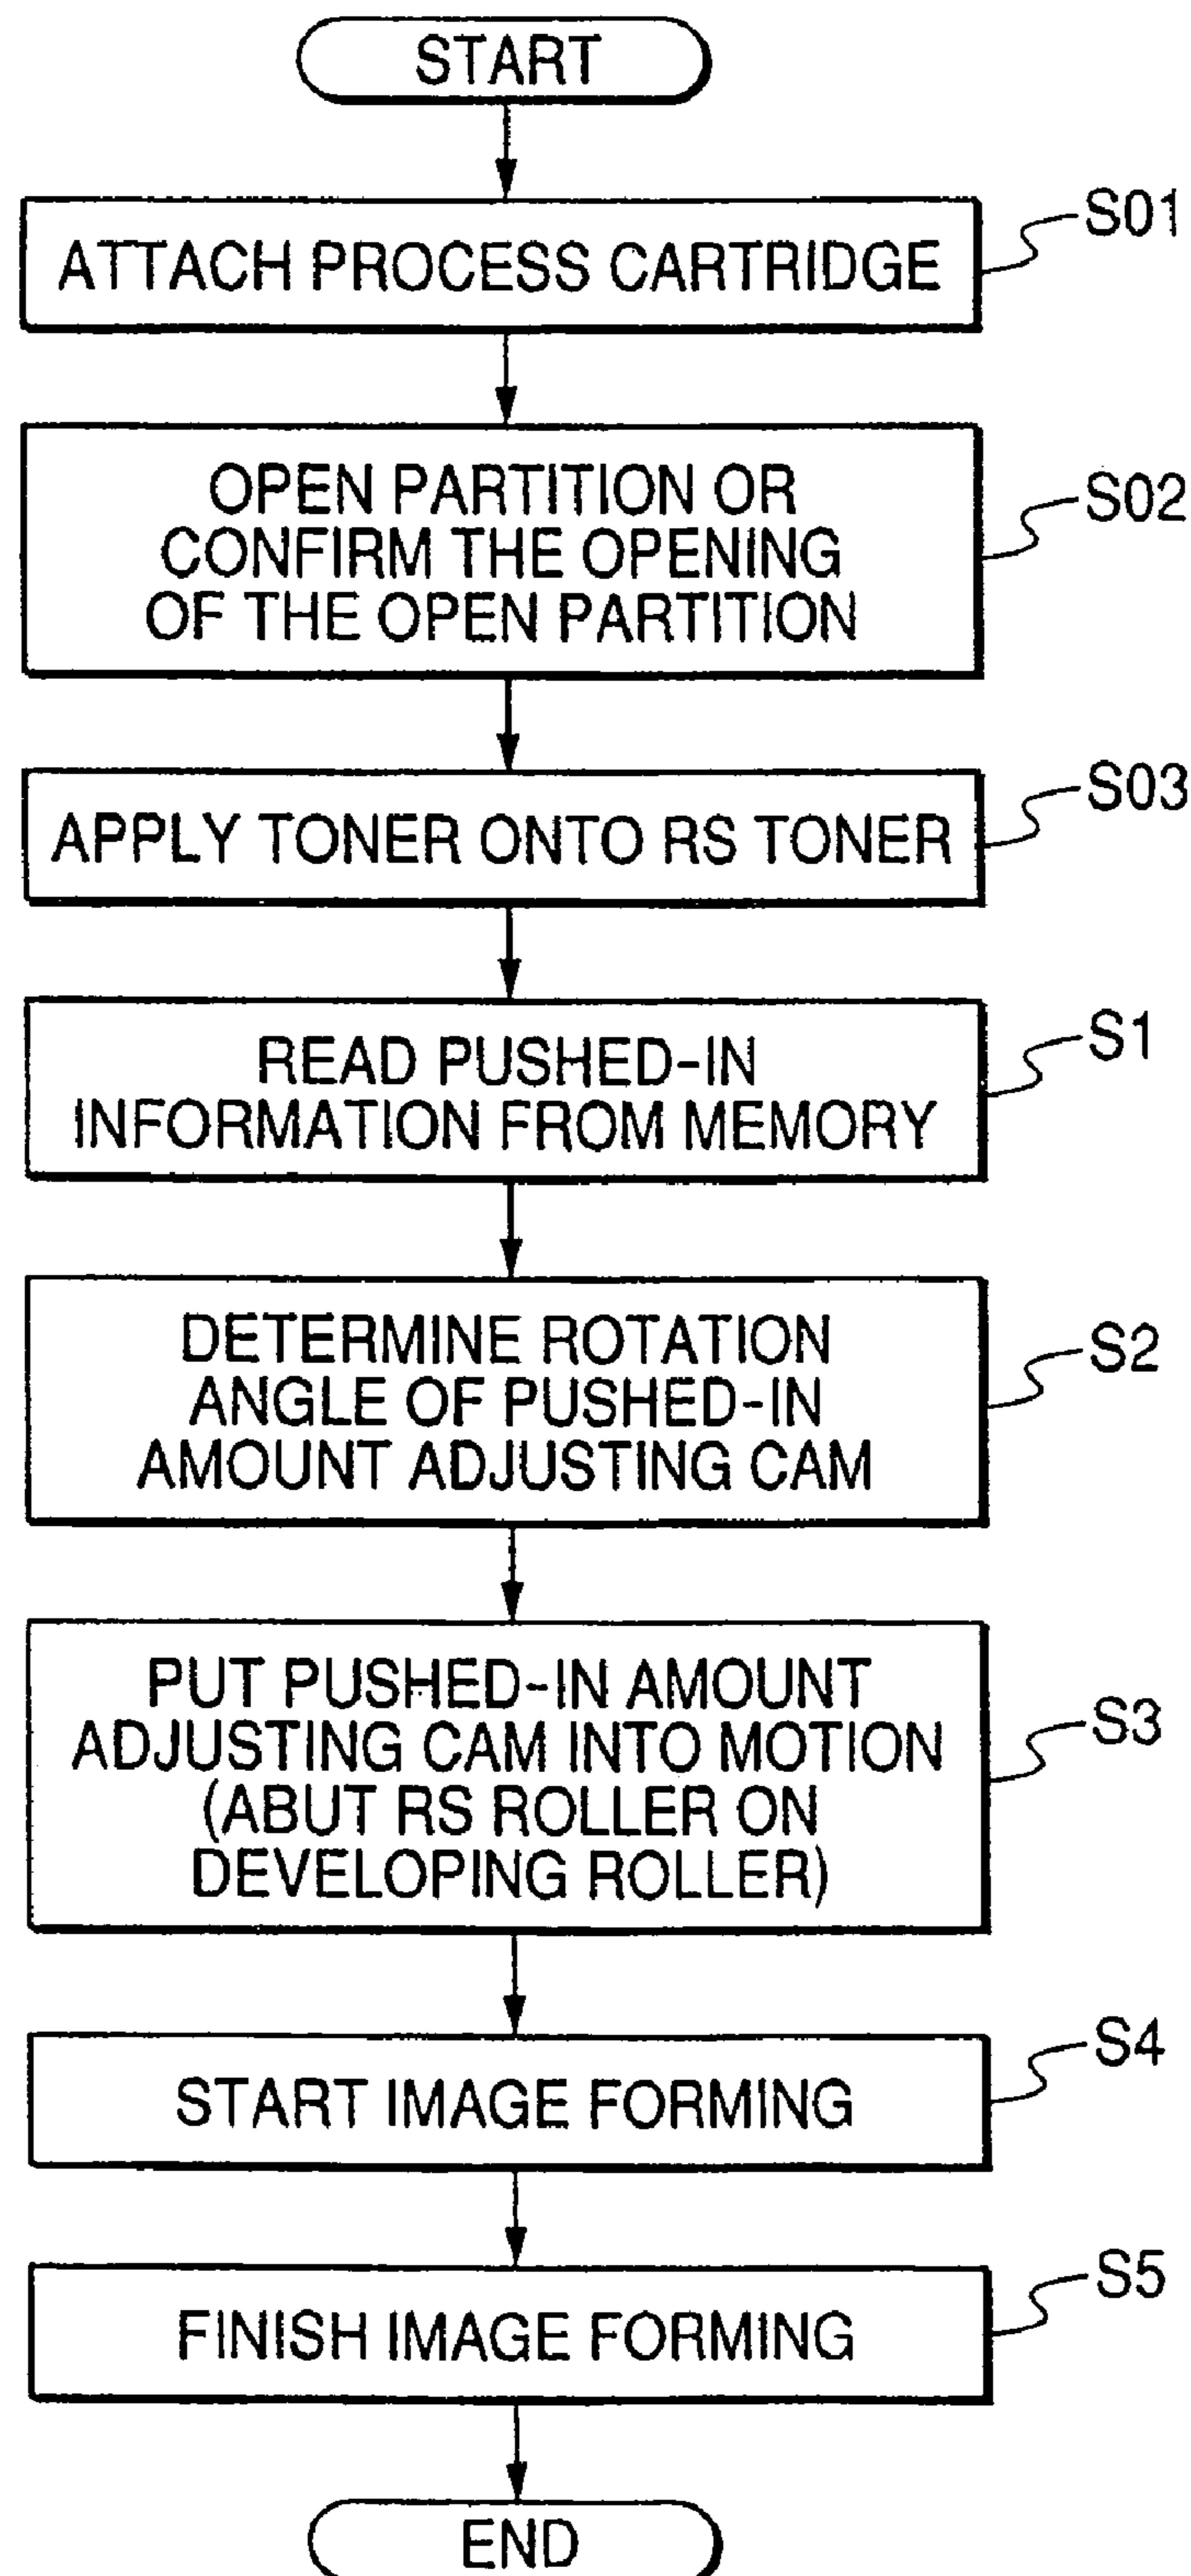 START
ATTACH PROCESS CARTRIDGE
S01
OPEN PARTITION OR
CONFIRM THE OPENING
OF THE OPEN PARTITION
S02
APPLY TONER ONTO RS TONER
S03
READ PUSHED-IN
INFORMATION FROM MEMORY
S1
DETERMINE ROTATION
ANGLE OF PUSHED-IN
AMOUNT ADJUSTING CAM
S2
PUT PUSHED-IN AMOUNT
ADJUSTING CAM INTO MOTION
(ABUT RS ROLLER ON
DEVELOPING ROLLER)
S3
START IMAGE FORMING
S4
FINISH IMAGE FORMING
S5
END